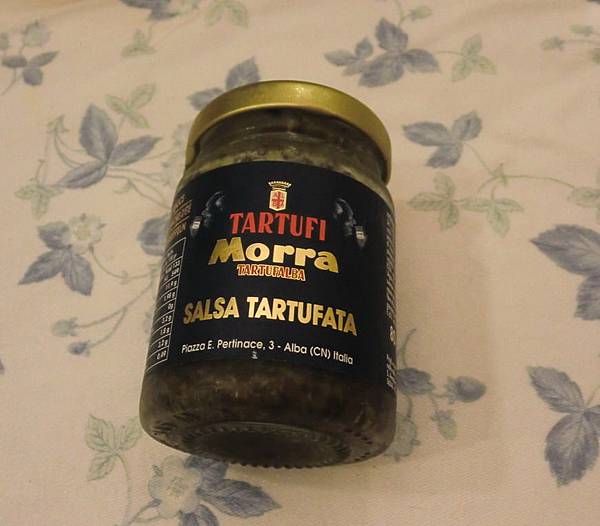 TARTUFI
Morra
TARTUFALBA
SALSA TARTUFATA
Piazza E. Pertinace, 3 - Alba (CN) Italia